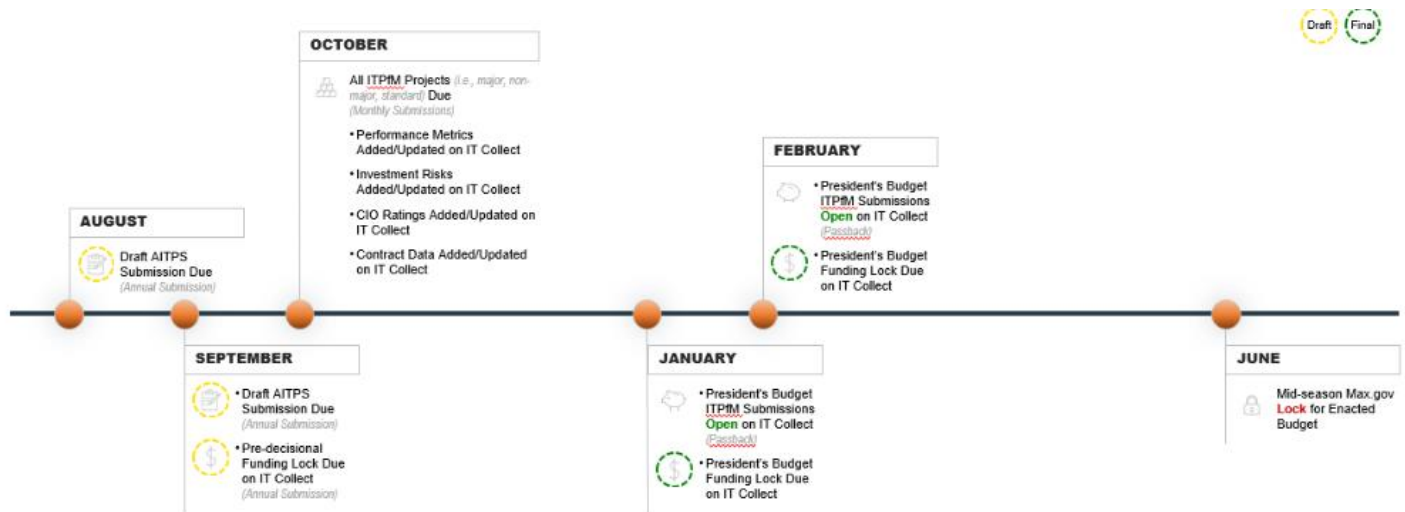 Draft
Final
OCTOBER
All ITPfM Projects (i.e., major, non-
major, standard) Due
(Monthly Submissions)
• Performance Metrics
Added/Updated on IT Collect
• Investment Risks
Added/Updated on IT Collect
• CIO Ratings Added/Updated on
IT Collect
• Contract Data Added/Updated
on IT Collect
FEBRUARY
• President's Budget
ITPfM Submissions
Open on IT Collect
(Passback)
• President's Budget
Funding Lock Due
on IT Collect
AUGUST
Draft AITPS
Submission Due
(Annual Submission)
SEPTEMBER
• Draft AITPS
Submission Due
(Annual Submission)
• Pre-decisional
Funding Lock Due
on IT Collect
(Annual Submission)
JANUARY
• President's Budget
ITPfM Submissions
Open on IT Collect
(Passback)
• President's Budget
Funding Lock Due
on IT Collect
JUNE
Mid-season Max.gov
Lock for Enacted
Budget